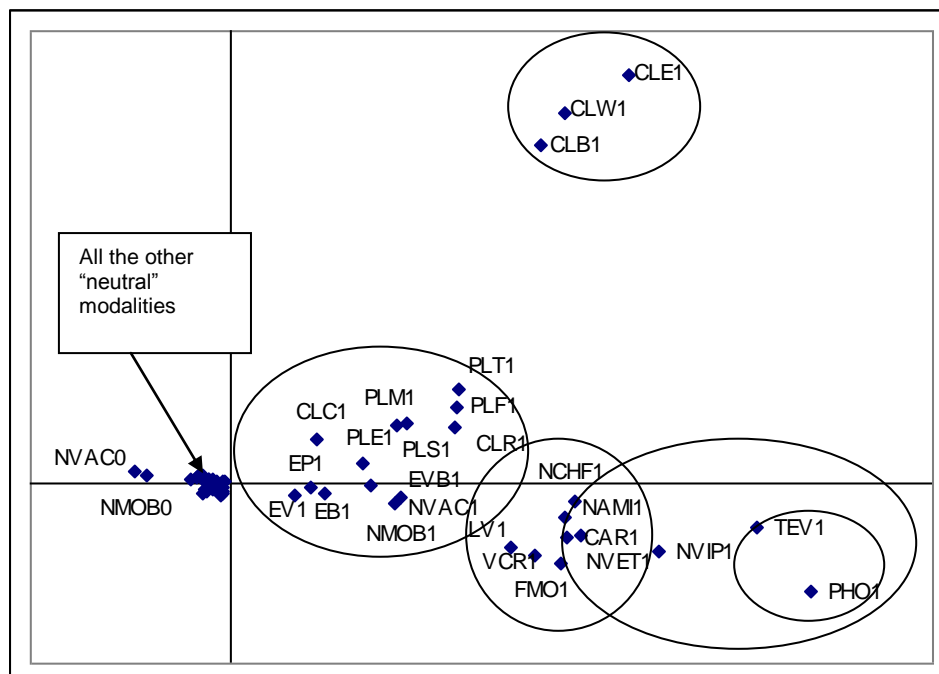 CLE1
CLW1
CLB1
All the other
“neutral”
modalities
PLT1
PLM1
PLF1
CLC1
PLE1
PLS1
CLR1
NVAC0
EP1
EVB1
NCHF1
NMOB0
EV1
EB1
NVAC1
NAMI1
NMOB1
LV1
CAR1
TEV1
VCR1
NVET1
NVIP1
FMO1
PHO1